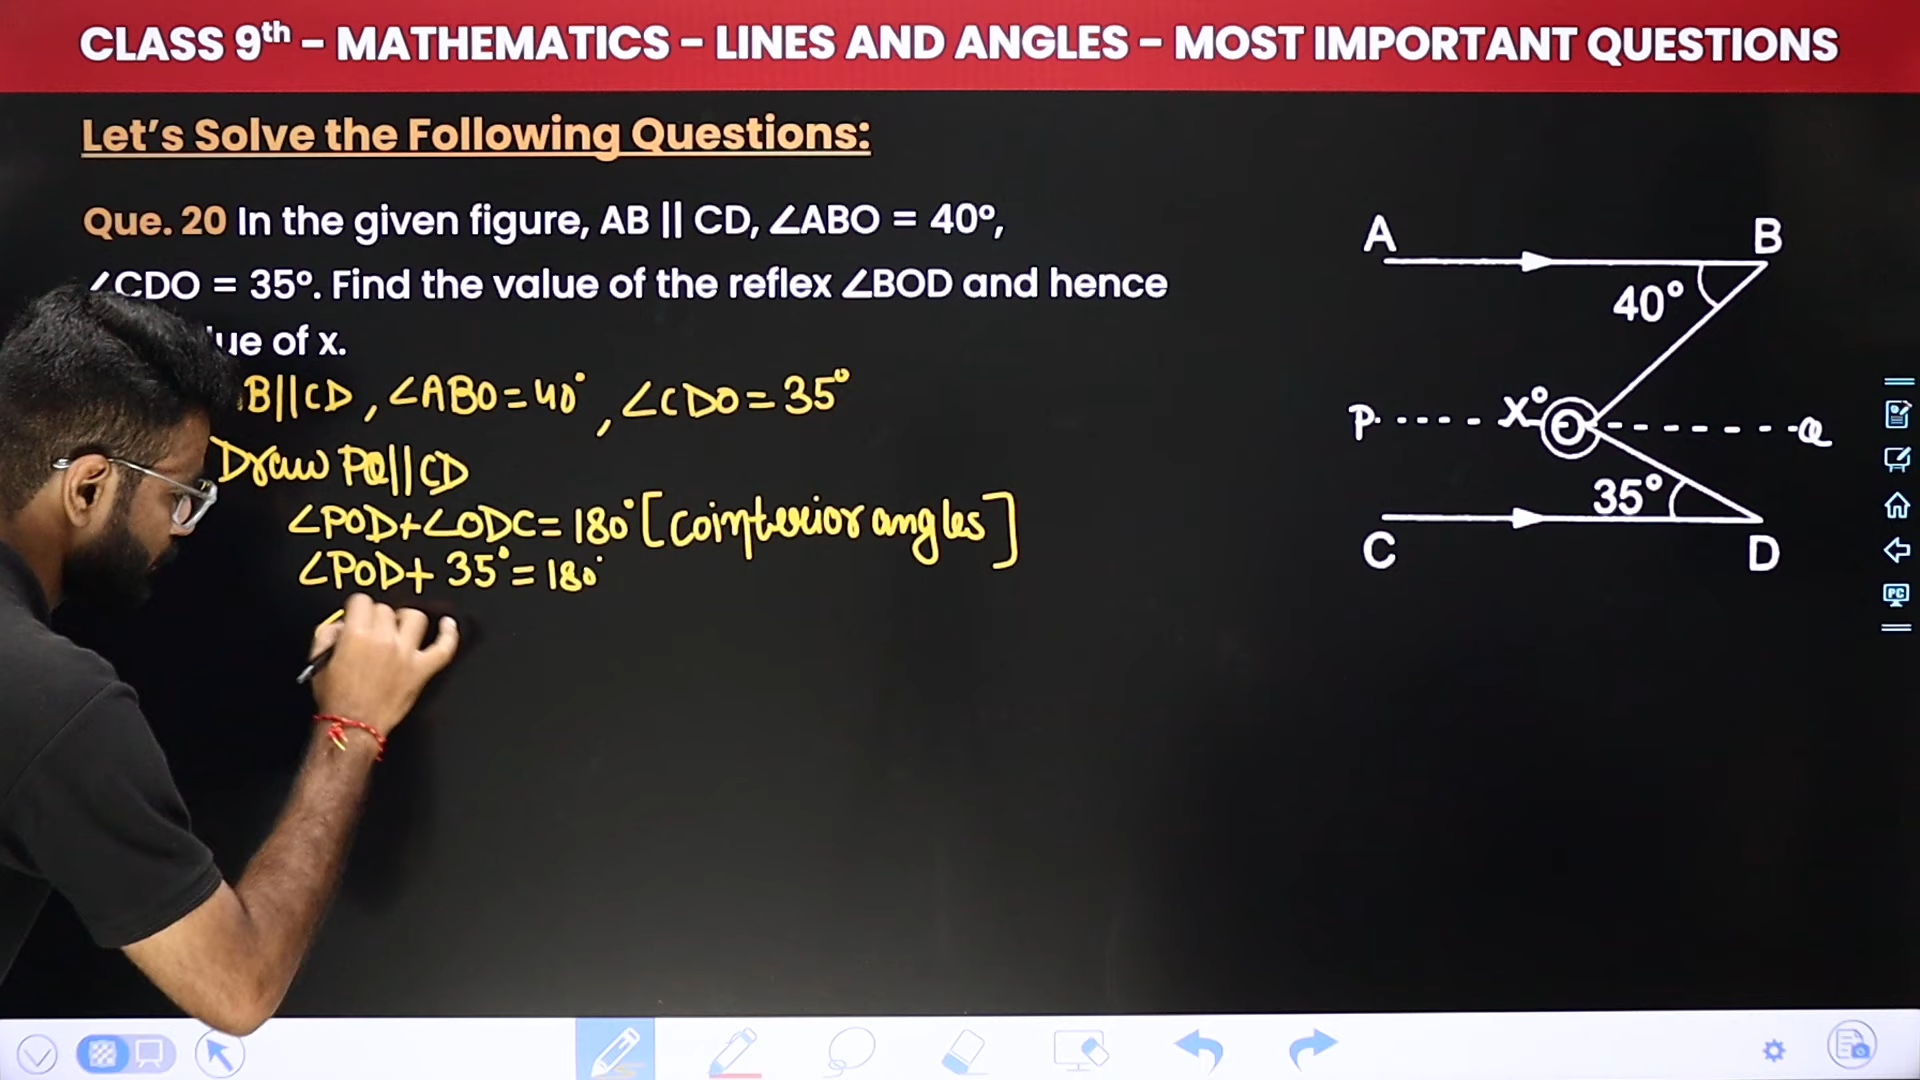 CLASS 9th - MATHEMATICS - LINES AND ANGLES - MOST IMPORTANT QUESTIONS
Let's Solve the Following Questions:
Que. 20 In the given figure, AB || CD, ∠ABO = 40°,
∠CDO = 35°. Find the value of the reflex ∠BOD and hence
ue of x.
B||CD, ∠ABO=40°, ∠CDO=35°
Draw PQ||CD
∠POD+∠ODC=180° [Cointerior angles]
∠POD+35°=180°
A B
40°
P x° O Q
35°
C D
PC